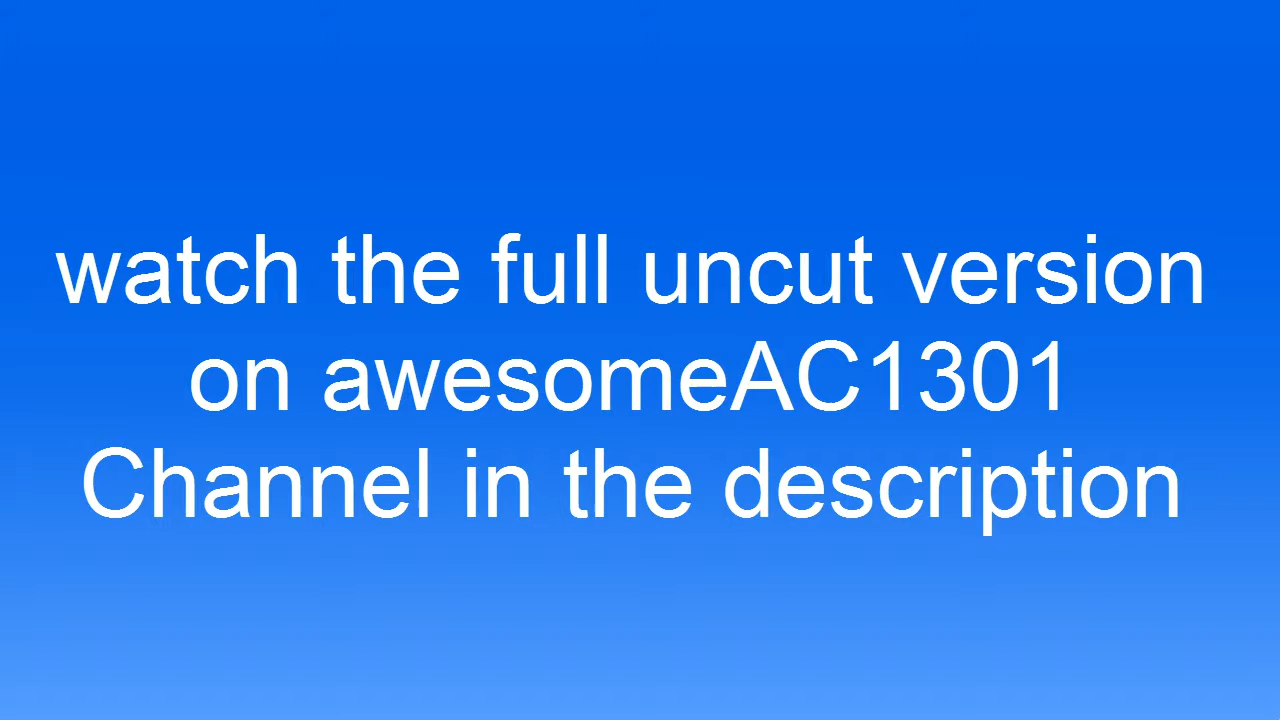 watch the full uncut version
on awesomeAC1301
Channel in the description